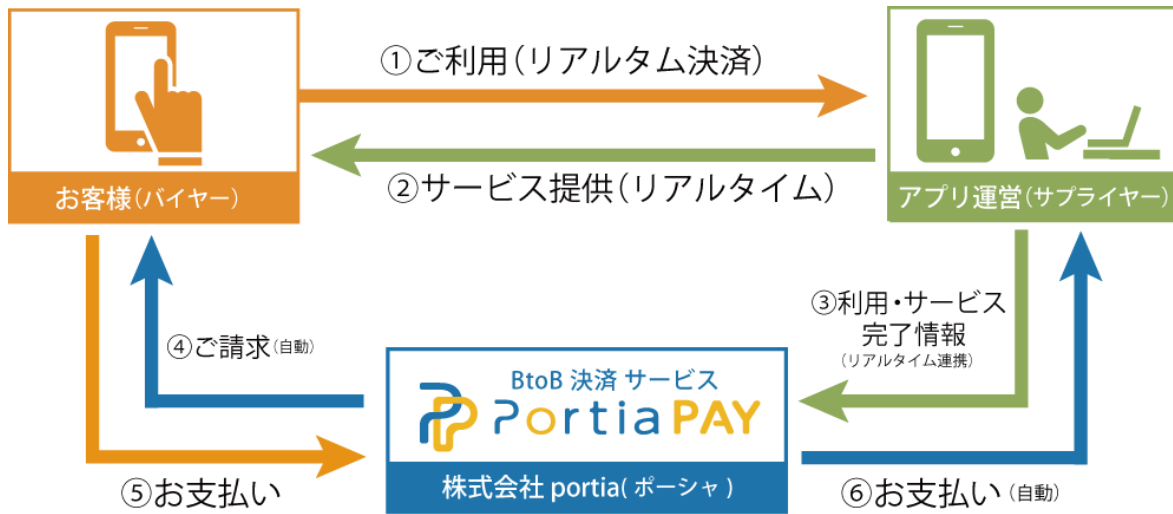 ①ご利用(リアルタム決済)
②サービス提供(リアルタイム)
お客様(バイヤー)
アプリ運営(サプライヤー)
③利用・サービス
完了情報
(リアルタイム連携)
④ご請求(自動)
BtoB 決済 サービス
Portia PAY
株式会社 portia( ポーシャ )
⑤お支払い
⑥お支払い(自動)